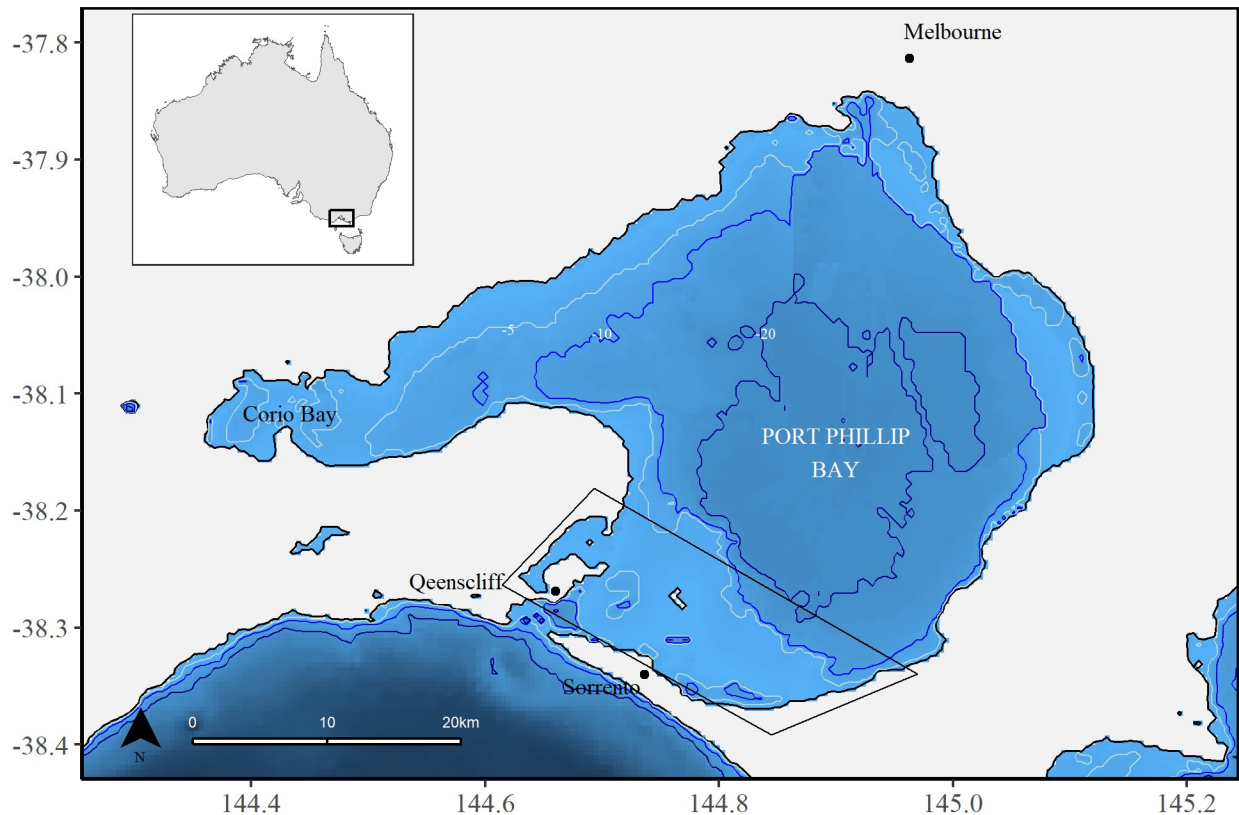 Melbourne
-37.8
-37.9
-38.0
-38.1
-38.2
-38.3
-38.4
-5
-10
-20
Corio Bay
PORT PHILLIP
BAY
Qeenscliff
Sorrento
0 10 20km
N
144.4 144.6 144.8 145.0 145.2